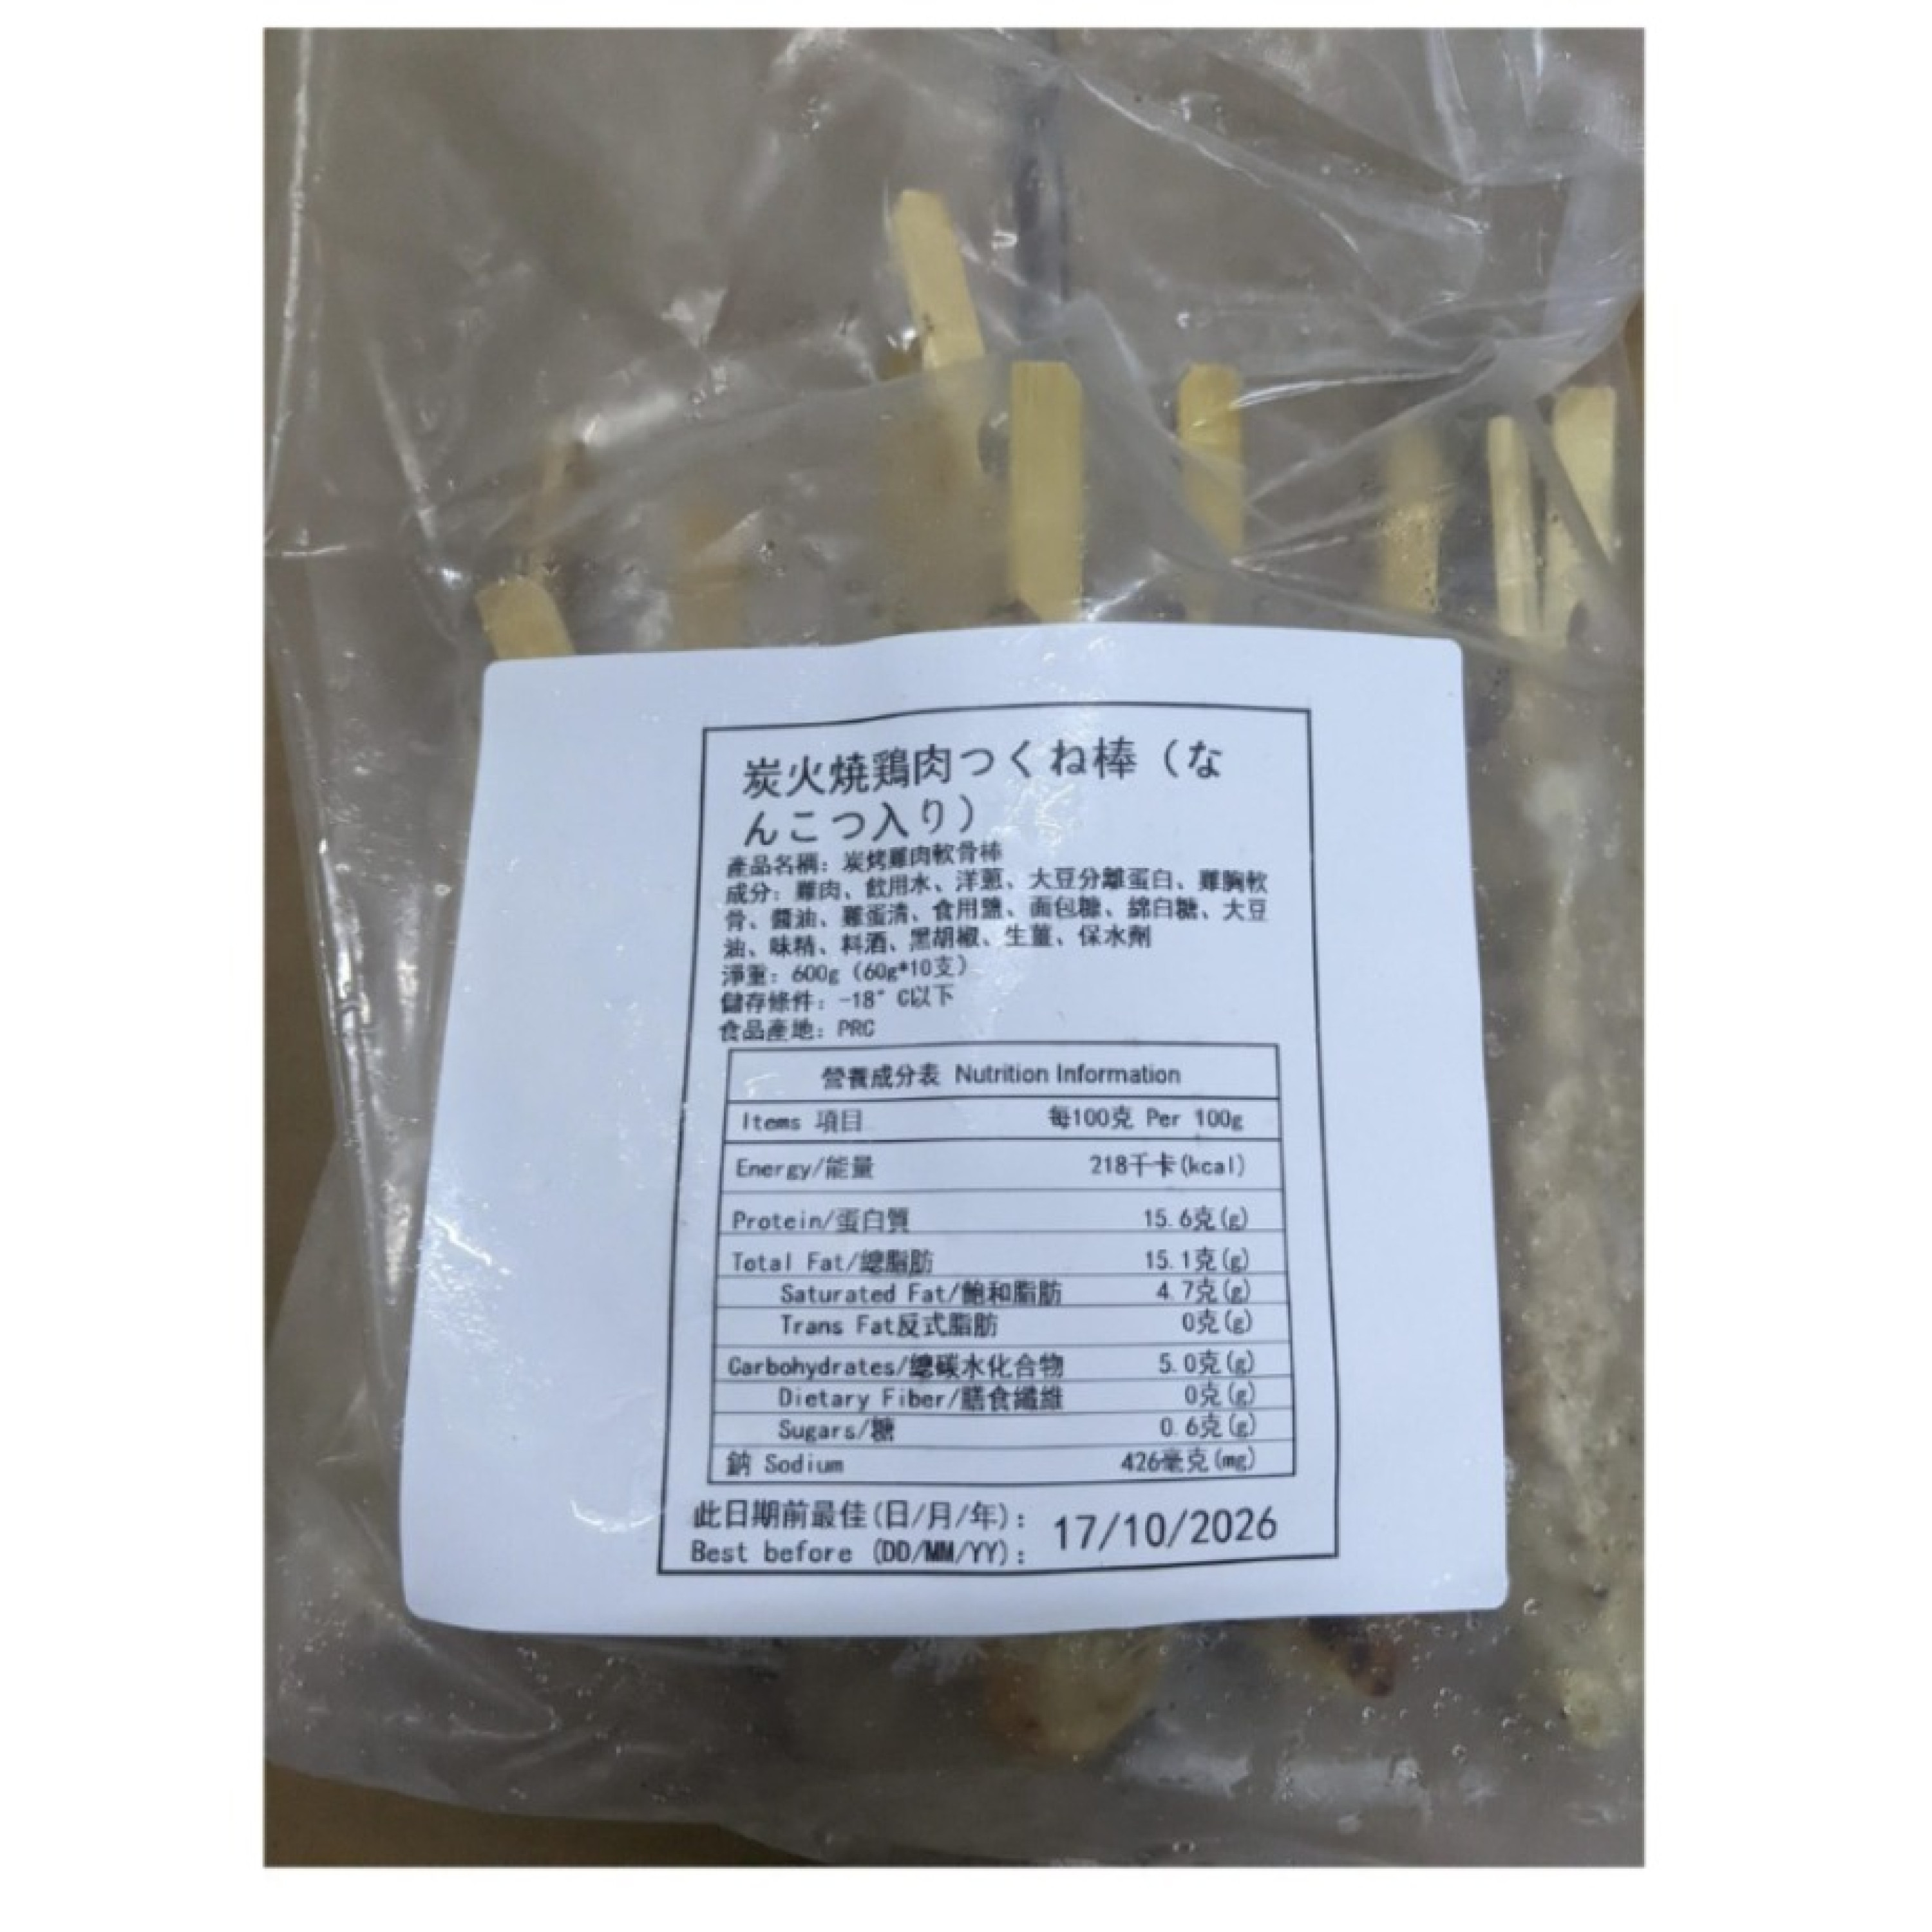 炭火焼鶏肉つくね棒（な
んこつ入り）
產品名稱：炭烤雞肉軟骨棒
成分：雞肉、飲用水、洋蔥、大豆分離蛋白、雞胸軟
骨、醬油、雞蛋清、食用鹽、面包糠、綿白糖、大豆
油、味精、料酒、黑胡椒、生薑、保水劑
淨重：600g（60g*10支）
儲存條件：-18°C以下
食品產地：PRC
營養成分表 Nutrition Information
Items 項目 每100克 Per 100g
Energy/能量 218千卡(kcal)
Protein/蛋白質 15.6克(g)
Total Fat/總脂肪 15.1克(g)
Saturated Fat/飽和脂肪 4.7克(g)
Trans Fat反式脂肪 0克(g)
Carbohydrates/總碳水化合物 5.0克(g)
Dietary Fiber/膳食纖維 0克(g)
Sugars/糖 0.6克(g)
鈉 Sodium 426毫克(mg)
此日期前最佳(日/月/年)： 17/10/2026
Best before (DD/MM/YY)：